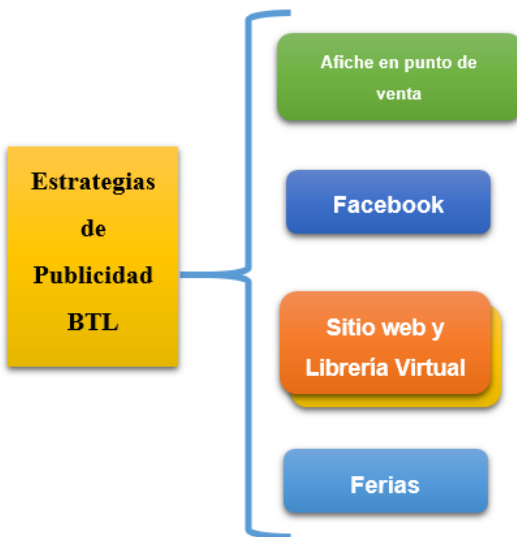 Estrategias
de
Publicidad
BTL
Afiche en punto de
venta
Facebook
Sitio web y
Librería Virtual
Ferias